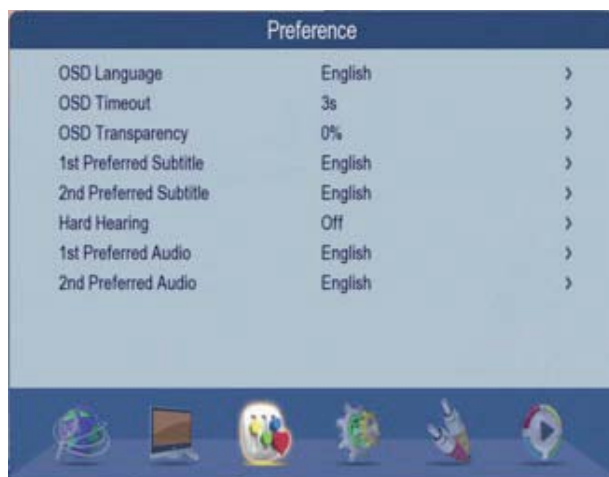 Preference
OSD Language English >
OSD Timeout 3s >
OSD Transparency 0% >
1st Preferred Subtitle English >
2nd Preferred Subtitle English >
Hard Hearing Off >
1st Preferred Audio English >
2nd Preferred Audio English >